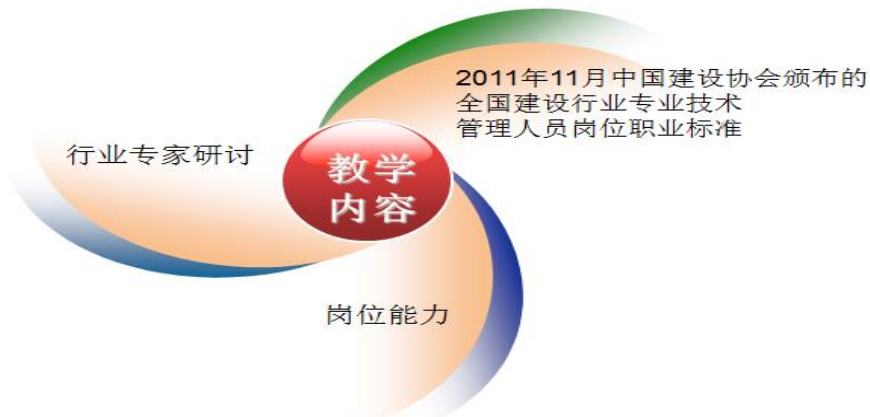 2011年11月中国建设协会颁布的
全国建设行业专业技术
管理人员岗位职业标准
行业专家研讨
教学
内容
岗位能力